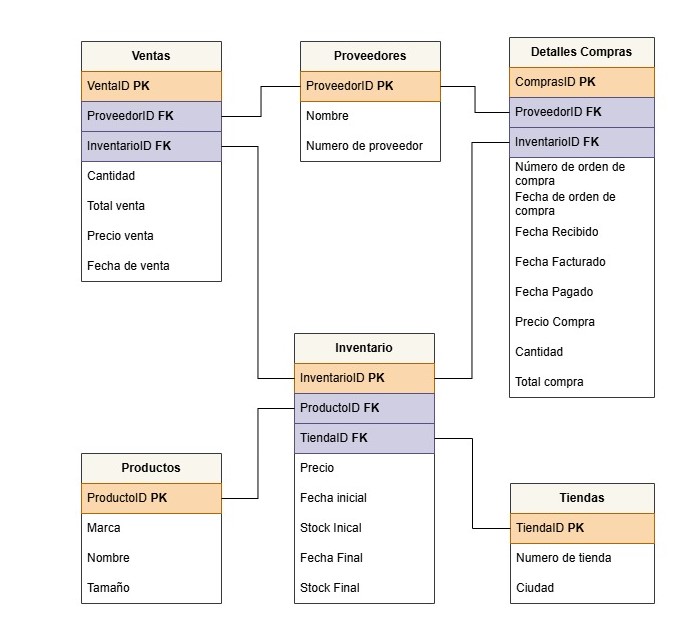 Ventas
VentaID PK
ProveedorID FK
InventarioID FK
Cantidad
Total venta
Precio venta
Fecha de venta
Proveedores
ProveedorID PK
Nombre
Numero de proveedor
Detalles Compras
ComprasID PK
ProveedorID FK
InventarioID FK
Número de orden de
compra
Fecha de orden de
compra
Fecha Recibido
Fecha Facturado
Fecha Pagado
Precio Compra
Cantidad
Total compra
Inventario
InventarioID PK
ProductoID FK
TiendaID FK
Precio
Fecha inicial
Stock Inical
Fecha Final
Stock Final
Productos
ProductoID PK
Marca
Nombre
Tamaño
Tiendas
TiendaID PK
Numero de tienda
Ciudad